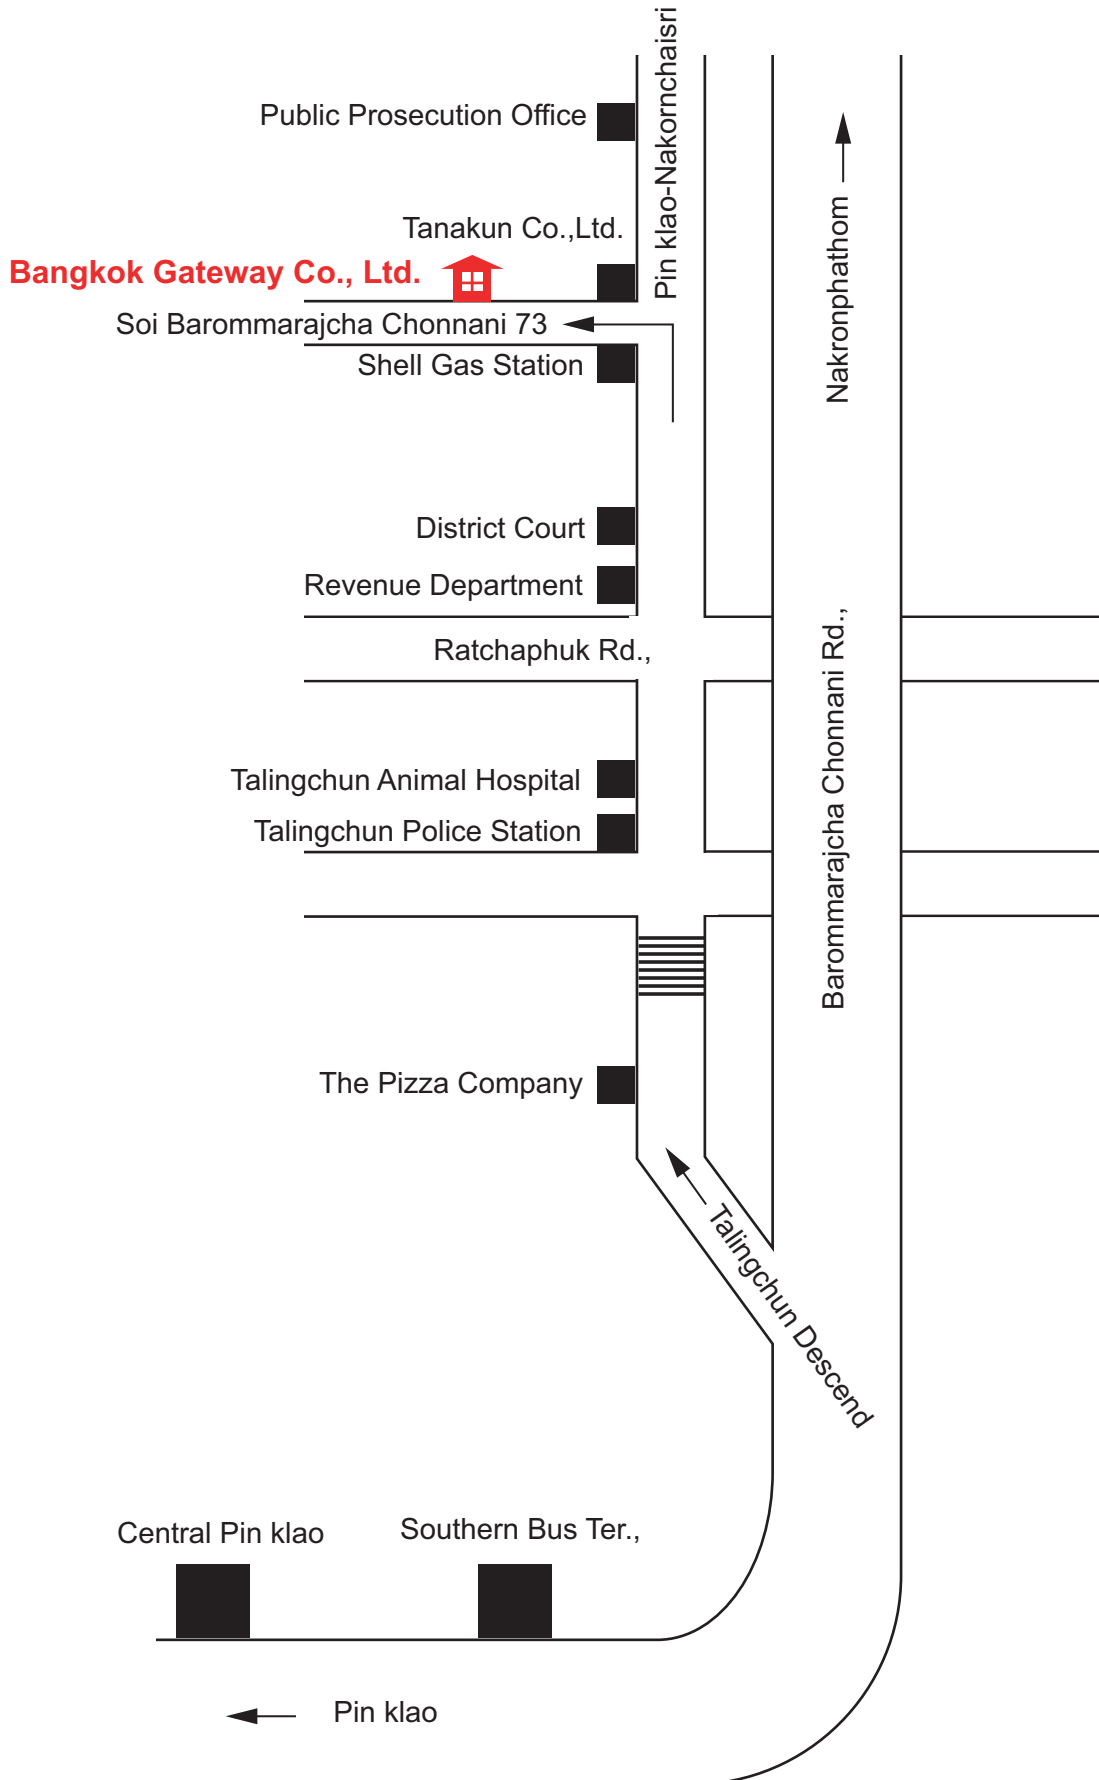 Pin klao-Nakornchaisri
Public Prosecution Office
Nakronphathom
Tanakun Co.,Ltd.
Bangkok Gateway Co., Ltd.
Soi Barommarajcha Chonnani 73
Shell Gas Station
District Court
Revenue Department
Ratchaphuk Rd.,
Barommarajcha Chonnani Rd.,
Talingchun Animal Hospital
Talingchun Police Station
The Pizza Company
Talingchun Descend
Central Pin klao
Southern Bus Ter.,
Pin klao